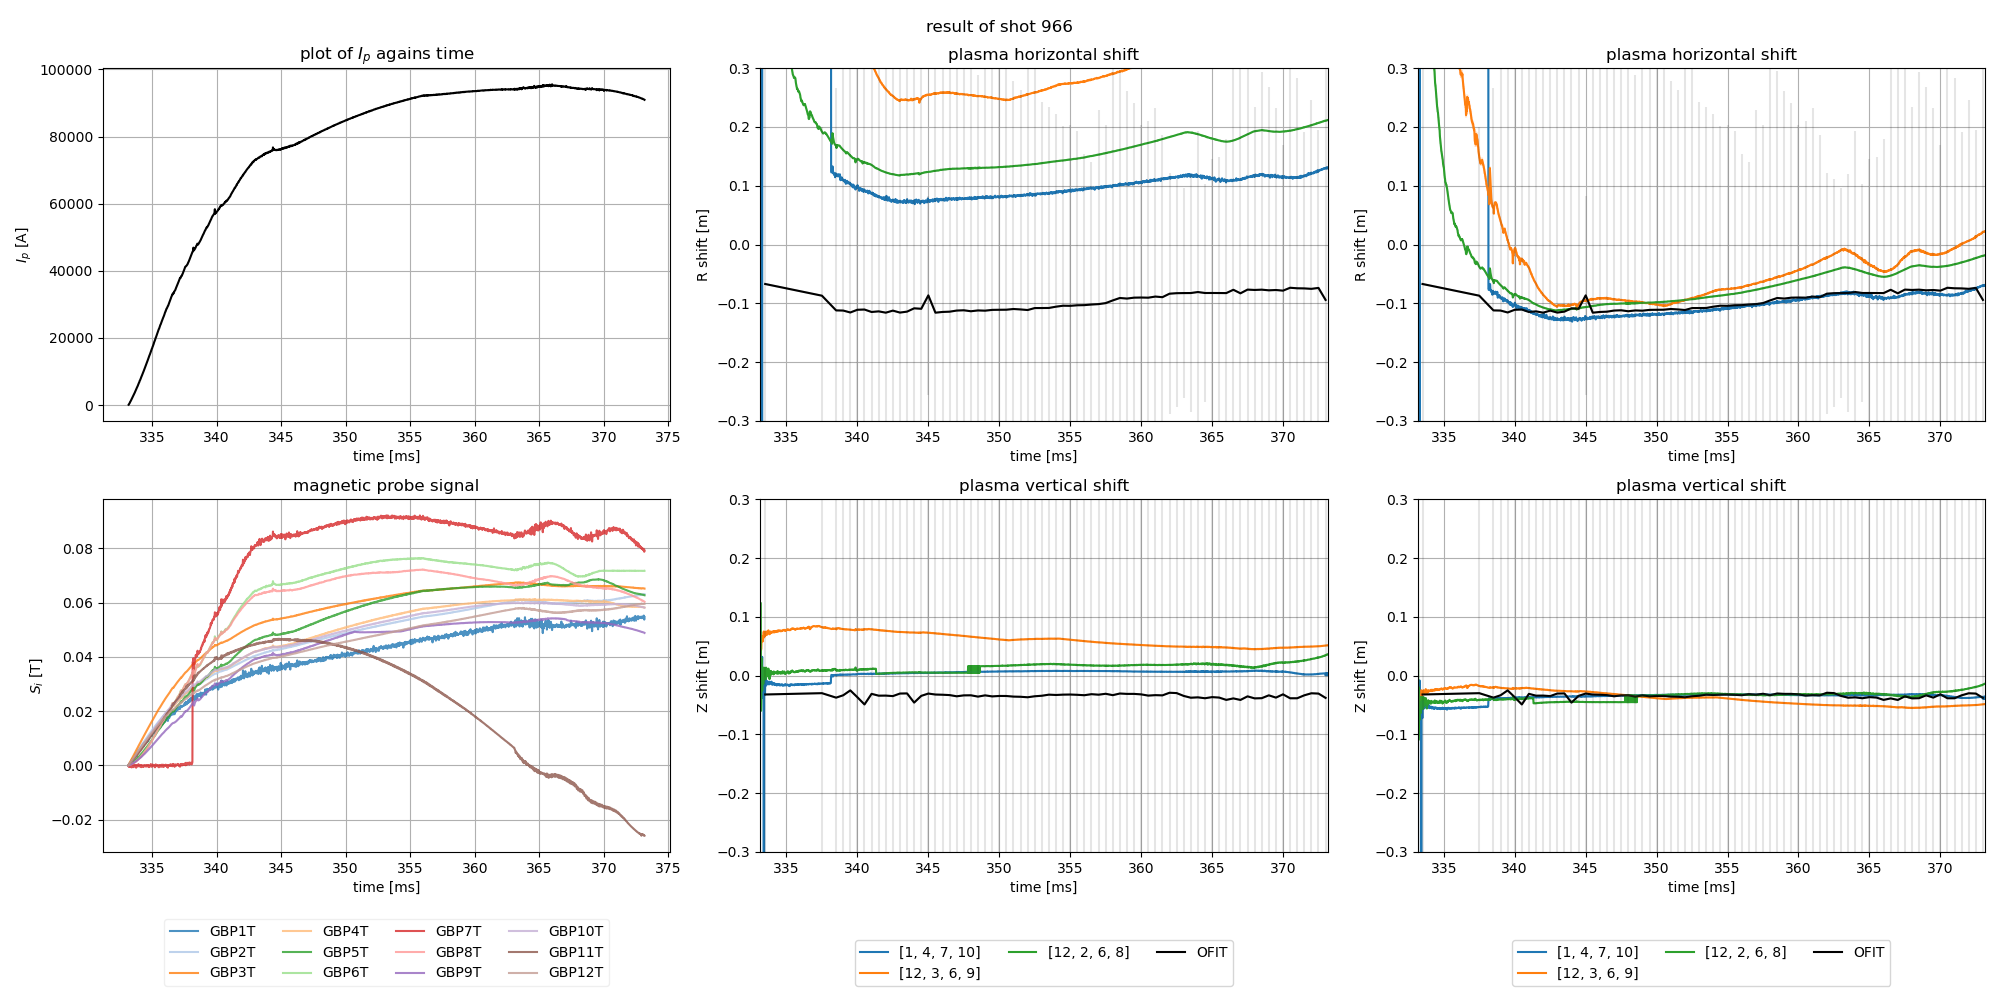 result of shot 966
plot of I_p agains time
100000
80000
60000
40000
20000
0
I_p [A]
335 340 345 350 355 360 365 370 375
time [ms]
plasma horizontal shift
0.3
0.2
0.1
0.0
−0.1
−0.2
−0.3
R shift [m]
335 340 345 350 355 360 365 370
time [ms]
plasma horizontal shift
0.3
0.2
0.1
0.0
−0.1
−0.2
−0.3
R shift [m]
335 340 345 350 355 360 365 370
time [ms]
magnetic probe signal
0.08
0.06
0.04
0.02
0.00
−0.02
S_i [T]
335 340 345 350 355 360 365 370 375
time [ms]
plasma vertical shift
0.3
0.2
0.1
0.0
−0.1
−0.2
−0.3
Z shift [m]
335 340 345 350 355 360 365 370
time [ms]
plasma vertical shift
0.3
0.2
0.1
0.0
−0.1
−0.2
−0.3
Z shift [m]
335 340 345 350 355 360 365 370
time [ms]
GBP1T GBP4T GBP7T GBP10T
GBP2T GBP5T GBP8T GBP11T
GBP3T GBP6T GBP9T GBP12T
[1, 4, 7, 10] [12, 2, 6, 8] OFIT
[12, 3, 6, 9]
[1, 4, 7, 10] [12, 2, 6, 8] OFIT
[12, 3, 6, 9]